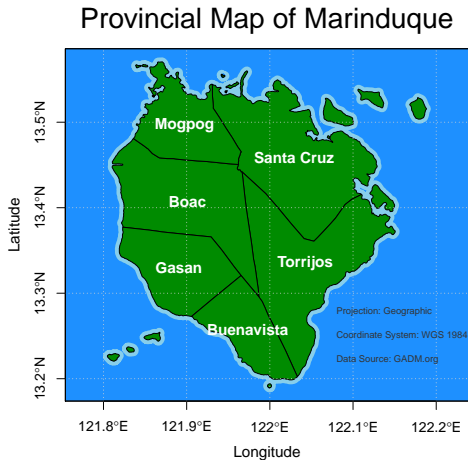 Provincial Map of Marinduque
Latitude
13.5°N
13.4°N
13.3°N
13.2°N
Mogpog
Santa Cruz
Boac
Gasan
Torrijos
Buenavista
Projection: Geographic
Coordinate System: WGS 1984
Data Source: GADM.org
121.8°E
121.9°E
122°E
122.1°E
122.2°E
Longitude